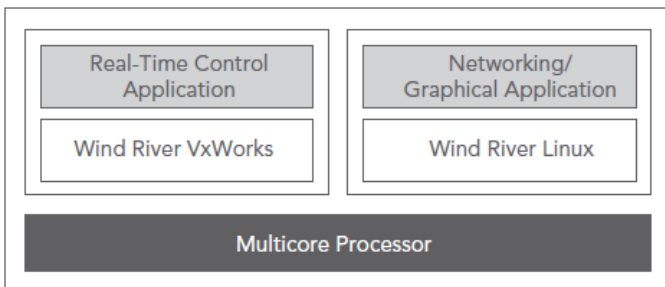 Real-Time Control
Application
Wind River VxWorks
Networking/
Graphical Application
Wind River Linux
Multicore Processor